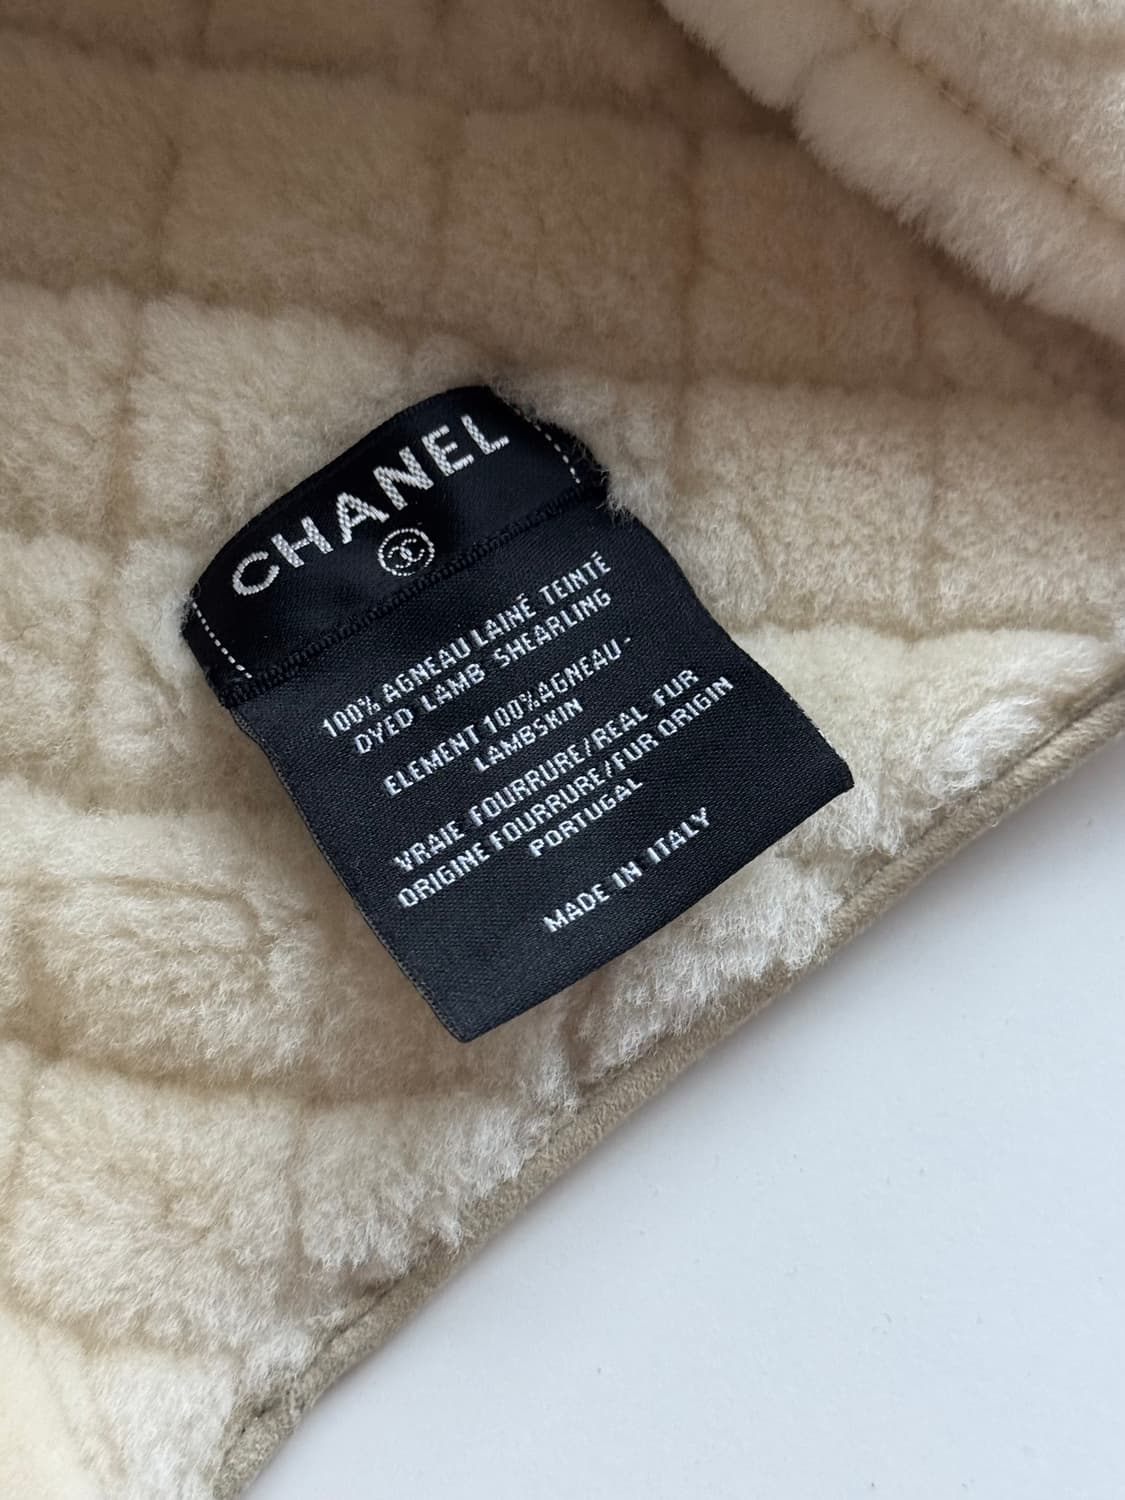 CHANEL
100% AGNEAU LAINÉ TEINTÉ
DYED LAMB SHEARLING
ELEMENT 100%AGNEAU-
LAMBSKIN
VRAIE FOURRURE/REAL FUR
ORIGINE FOURRURE/FUR ORIGIN
PORTUGAL
MADE IN ITALY